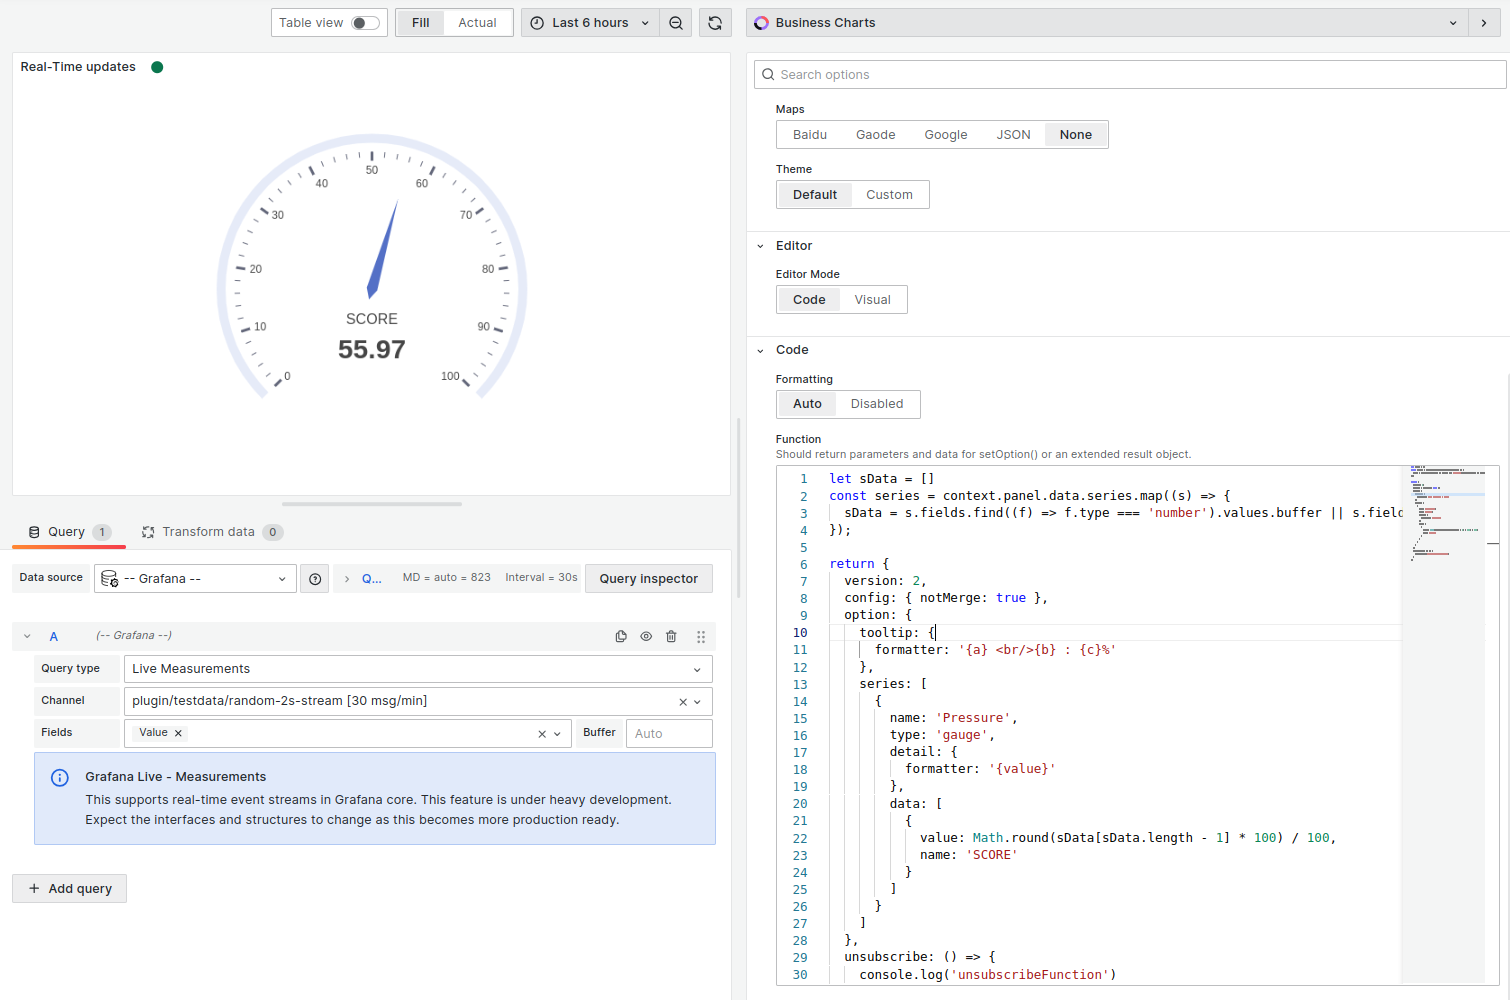 Table view
Fill
Actual
Last 6 hours
Business Charts
Real-Time updates
Search options
Maps
Baidu
Gaode
Google
JSON
None
Theme
Default
Custom
Editor
Editor Mode
Code
Visual
Code
Formatting
Auto
Disabled
Function
Should return parameters and data for setOption() or an extended result object.
0
10
20
30
40
50
60
70
80
90
100
SCORE
55.97
Query 1
Transform data 0
Data source
-- Grafana --
Q...
MD = auto = 823
Interval = 30s
Query inspector
A
(-- Grafana --)
Query type
Live Measurements
Channel
plugin/testdata/random-2s-stream [30 msg/min]
Fields
Value
Buffer
Auto
Grafana Live - Measurements
This supports real-time event streams in Grafana core. This feature is under heavy development.
Expect the interfaces and structures to change as this becomes more production ready.
+ Add query
1 let sData = []
2 const series = context.panel.data.series.map((s) => {
3 sData = s.fields.find((f) => f.type === 'number').values.buffer || s.field
4 });
5
6 return {
7 version: 2,
8 config: { notMerge: true },
9 option: {
10 tooltip: {
11 formatter: '{a} <br/>{b} : {c}%'
12 },
13 series: [
14 {
15 name: 'Pressure',
16 type: 'gauge',
17 detail: {
18 formatter: '{value}'
19 },
20 data: [
21 {
22 value: Math.round(sData[sData.length - 1] * 100) / 100,
23 name: 'SCORE'
24 }
25 ]
26 }
27 ]
28 },
29 unsubscribe: () => {
30 console.log('unsubscribeFunction')